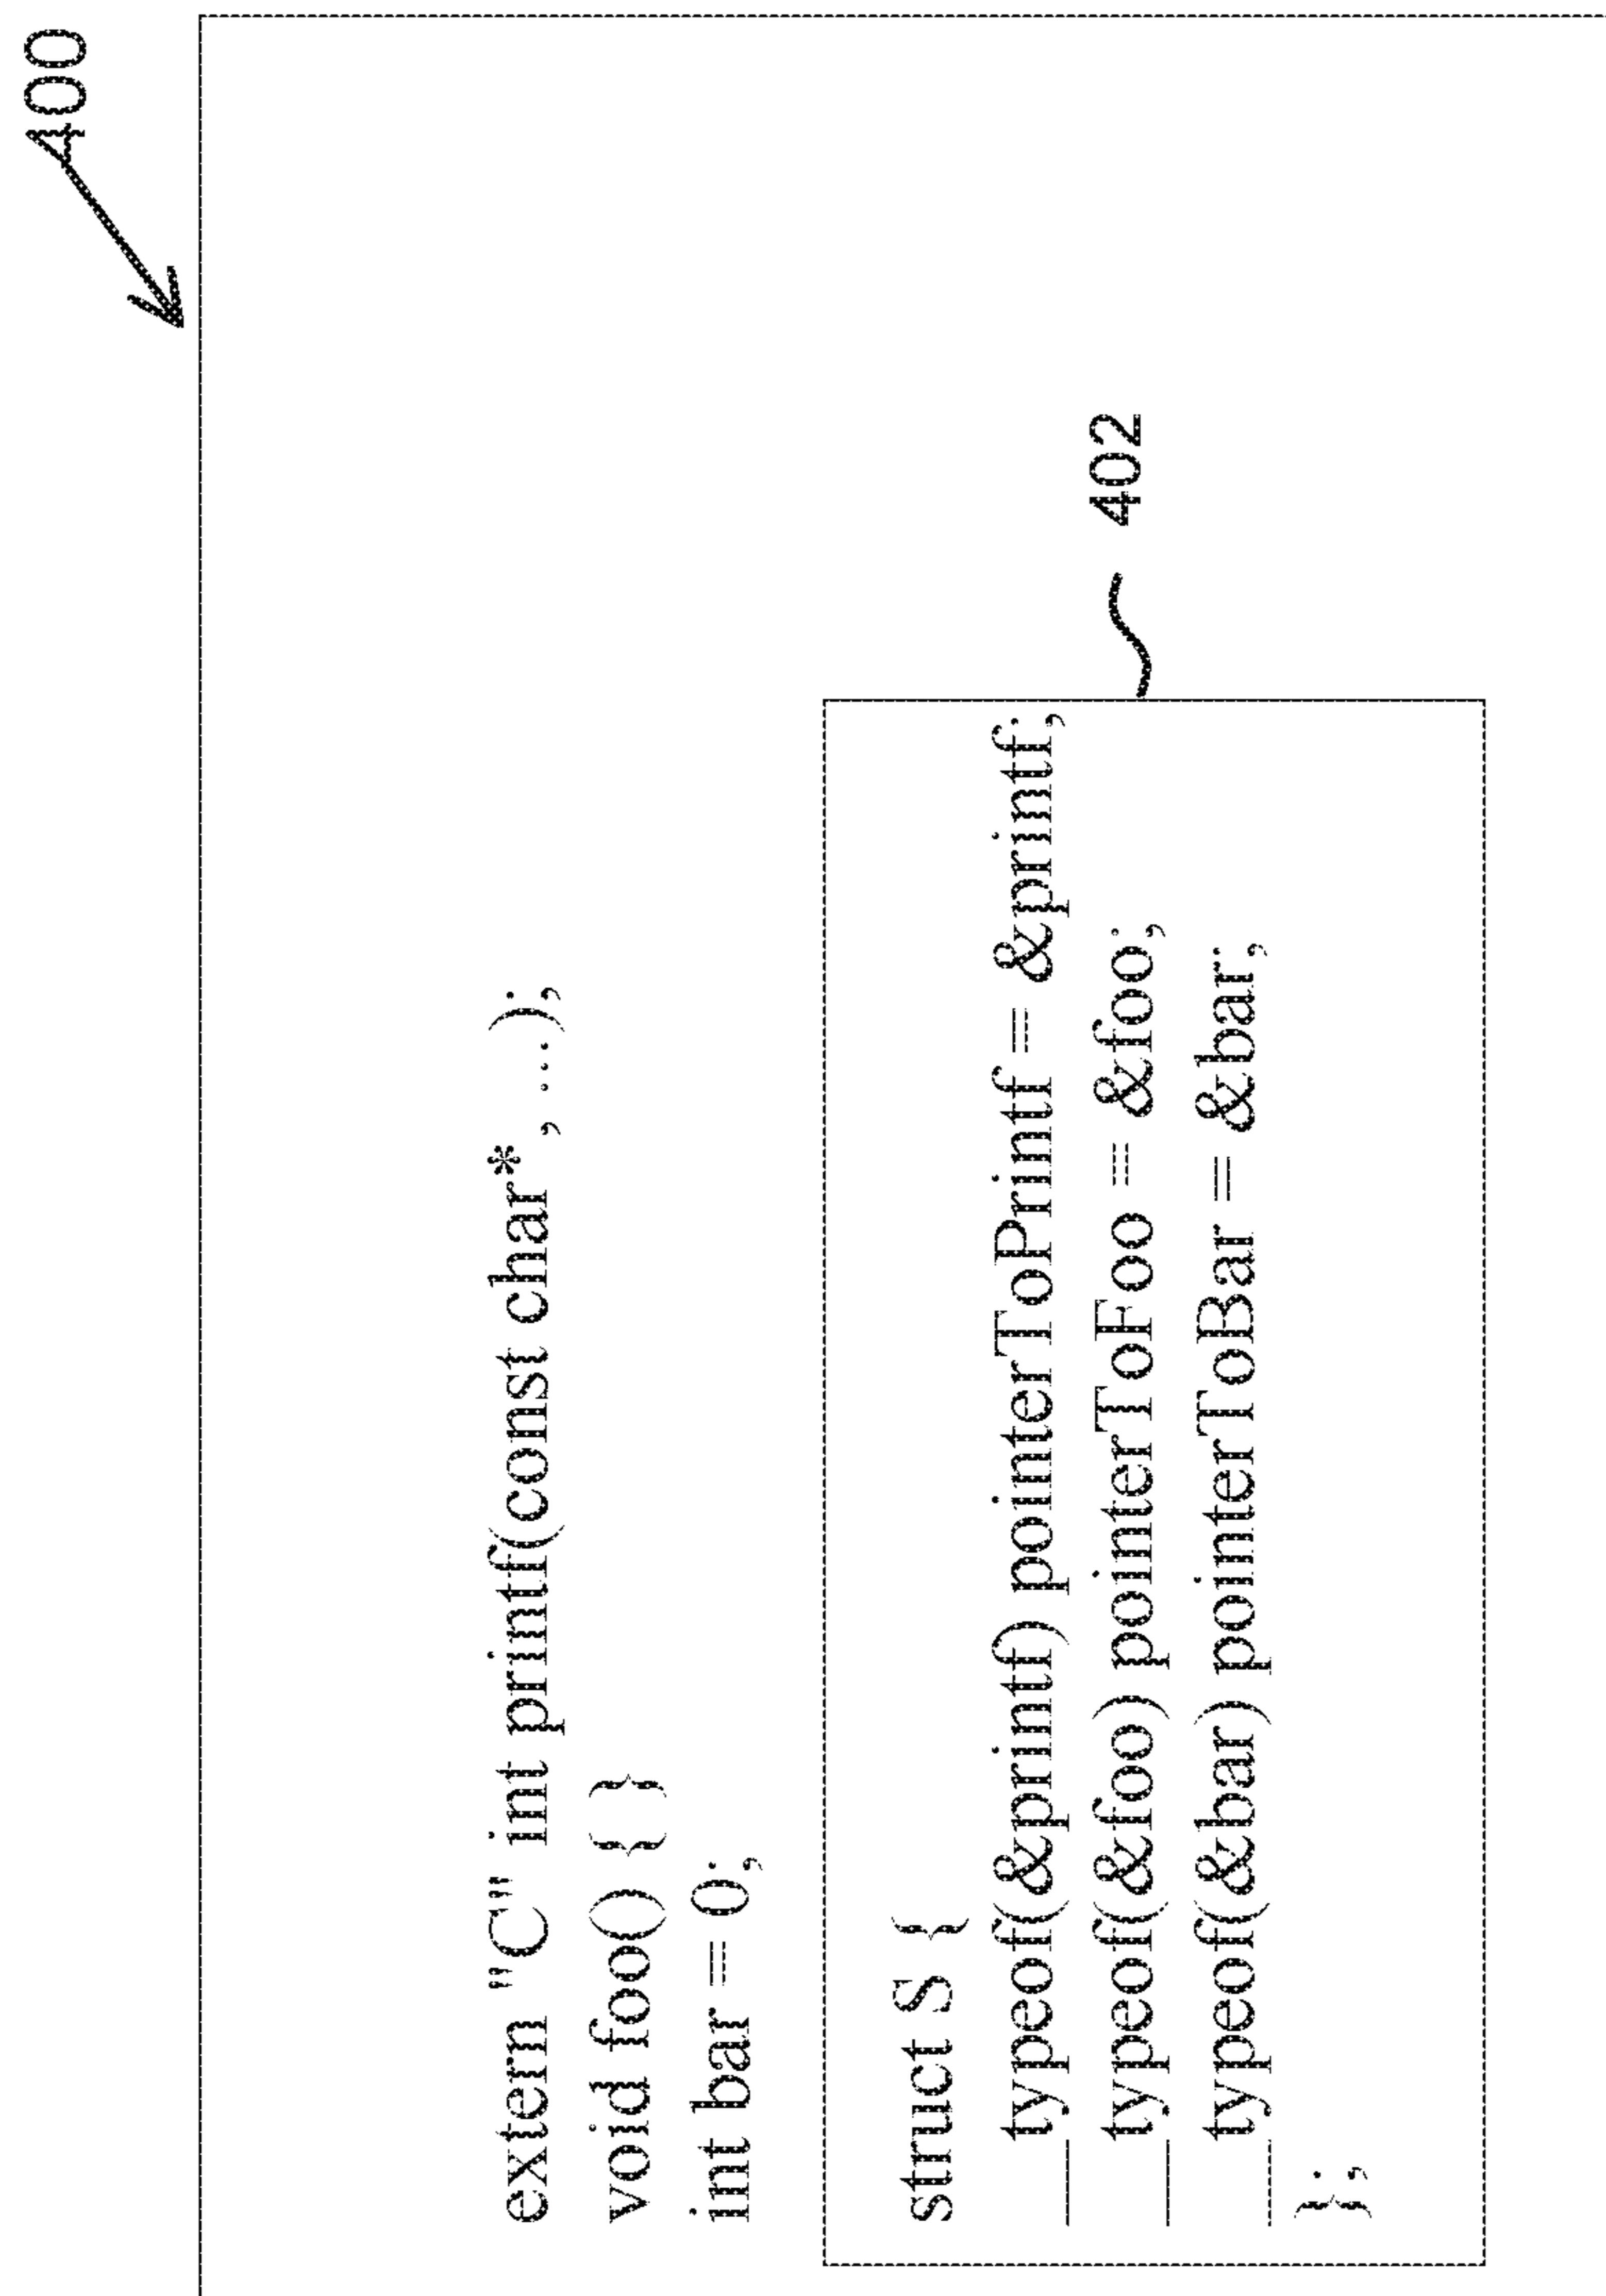 400
extern "C" int printf(const char*, ...);
void foo() { }
int bar = 0;
struct S {
__typeof(&printf) pointerToPrintf = &printf;
__typeof(&foo) pointerToFoo = &foo;
__typeof(&bar) pointerToBar = &bar;
};
402